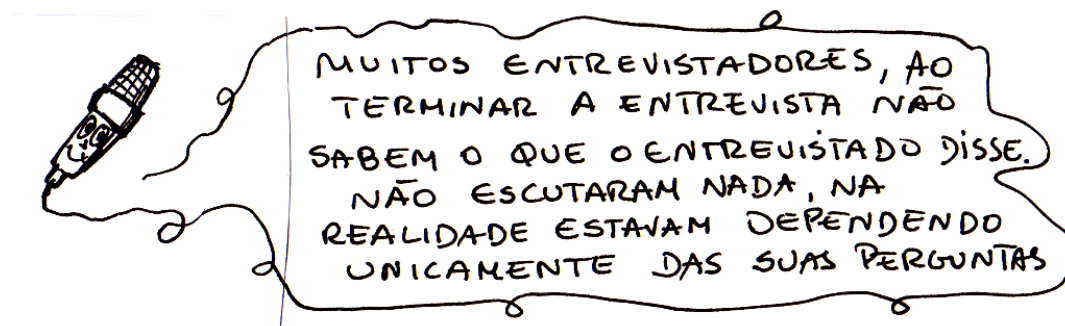 MUITOS ENTREVISTADORES, AO
TERMINAR A ENTREVISTA NÃO
SABEM O QUE O ENTREVISTADO DISSE.
NÃO ESCUTARAM NADA, NA
REALIDADE ESTAVAM DEPENDENDO
UNICAMENTE DAS SUAS PERGUNTAS